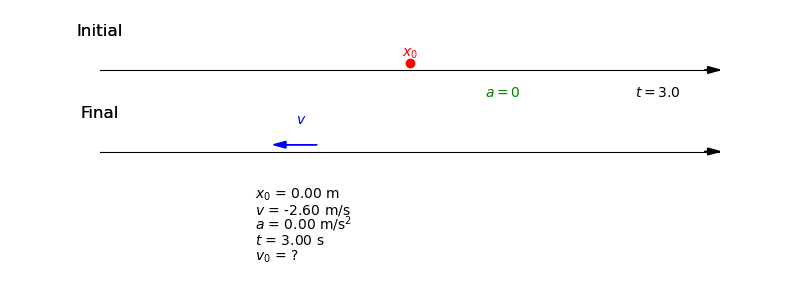 Initial
x₀
a = 0
t = 3.0
Final
v
x₀ = 0.00 m
v = -2.60 m/s
a = 0.00 m/s²
t = 3.00 s
v₀ = ?